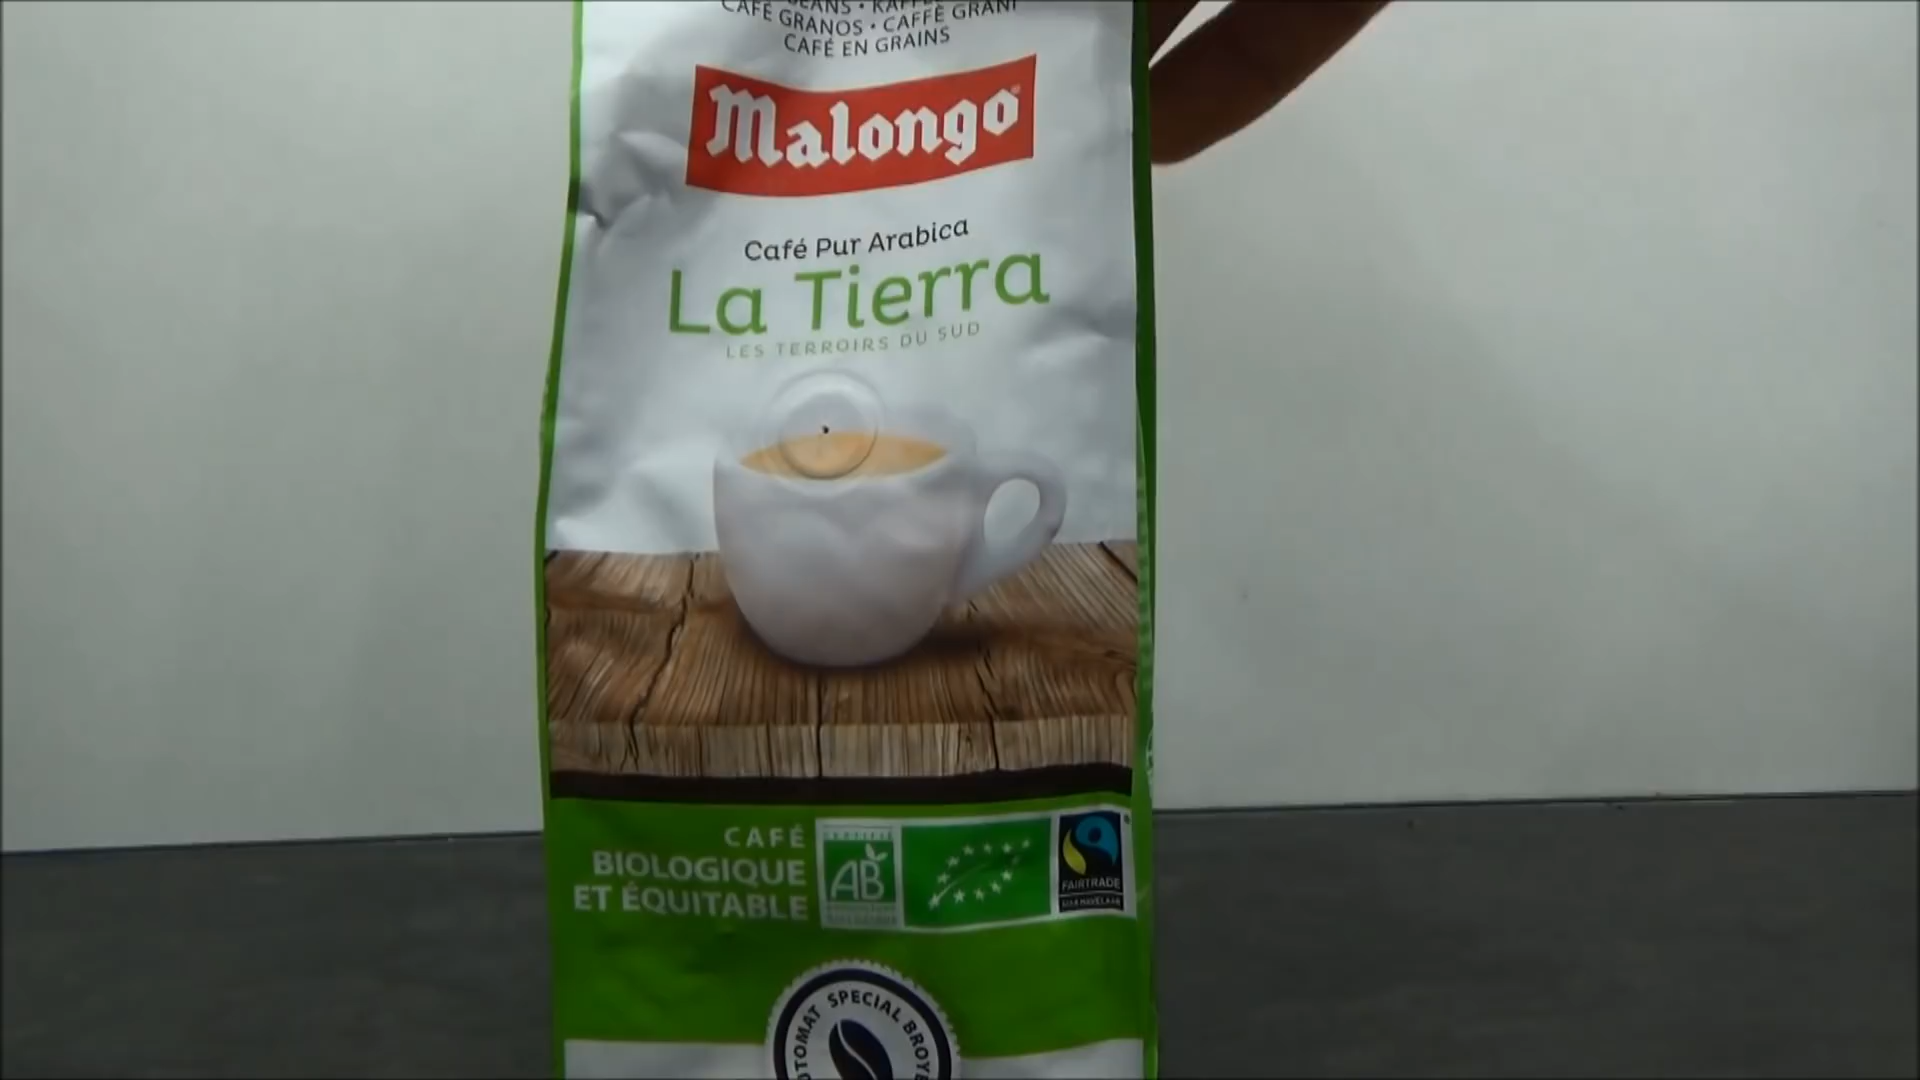 CAFÉ GRANOS • CAFFÈ GRANI
CAFÉ EN GRAINS
Malongo
Café Pur Arabica
La Tierra
LES TERROIRS DU SUD
CAFÉ
BIOLOGIQUE
ET ÉQUITABLE
CERTIFIÉ
AB
FAIRTRADE
SPECIAL